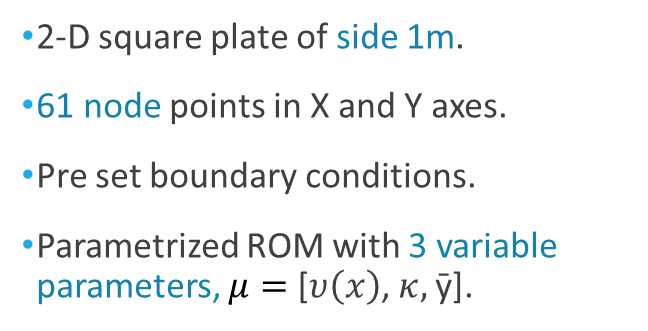 •2-D square plate of side 1m.
•61 node points in X and Y axes.
•Pre set boundary conditions.
•Parametrized ROM with 3 variable
parameters, μ = [υ(x), κ, ȳ].